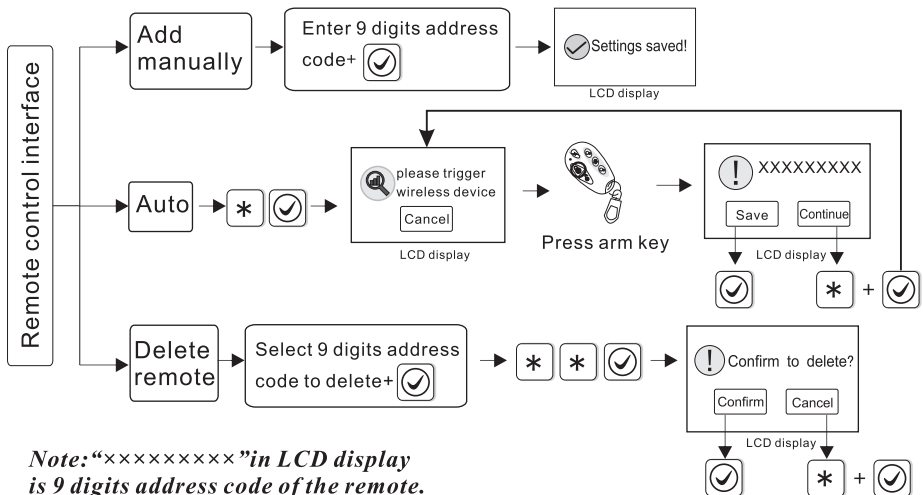 Remote control interface
Add
manually
Enter 9 digits address
code+
Settings saved!
LCD display
Auto
*
please trigger
wireless device
Cancel
LCD display
Press arm key
! XXXXXXXXX
Save Continue
LCD display
* +
Delete
remote
Select 9 digits address
code to delete+
* *
! Confirm to delete?
Confirm Cancel
LCD display
* +
Note:“×××××××××”in LCD display
is 9 digits address code of the remote.